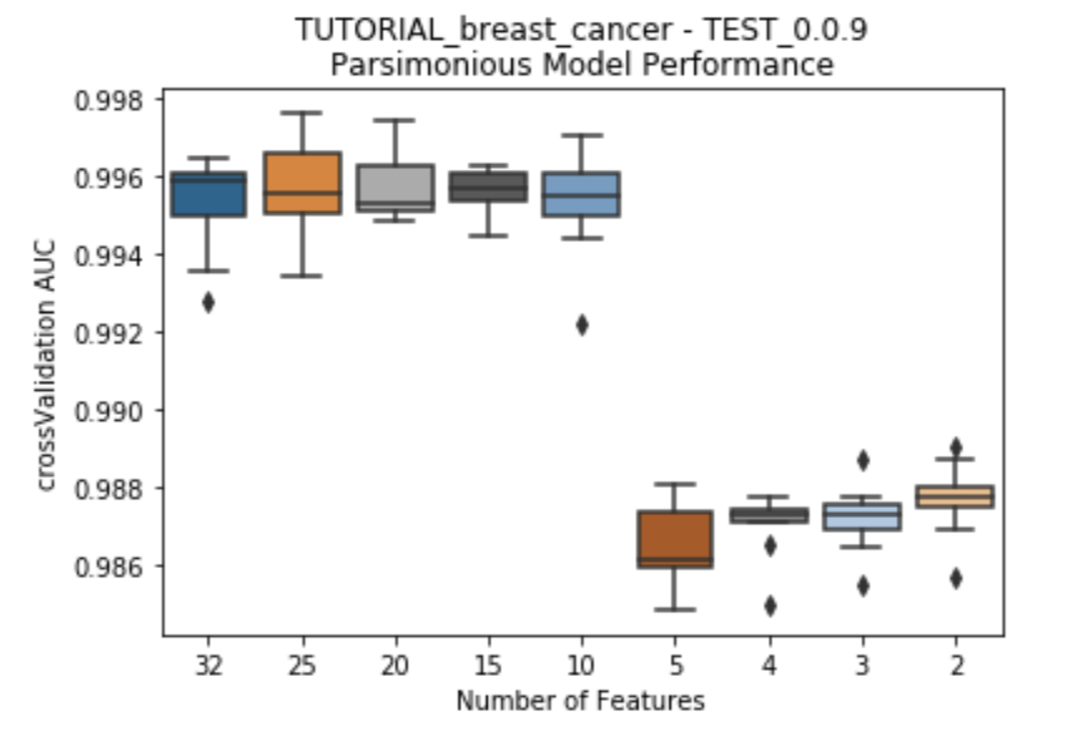 TUTORIAL_breast_cancer - TEST_0.0.9
Parsimonious Model Performance
crossValidation AUC
0.998
0.996
0.994
0.992
0.990
0.988
0.986
32 25 20 15 10 5 4 3 2
Number of Features